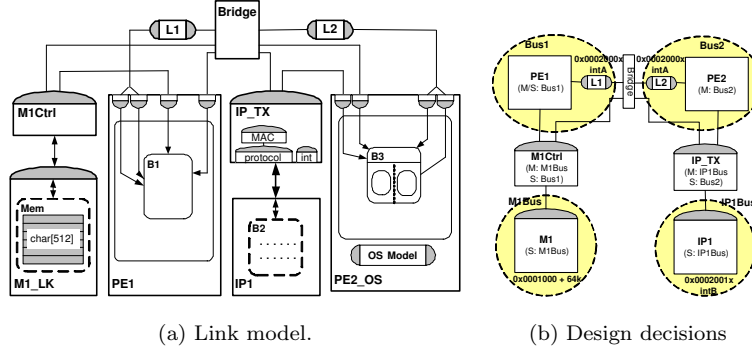 L1
Bridge
L2
M1Ctrl
IP_TX
MAC
protocol
int
B1
B3
Mem
char[512]
M1_LK
PE1
B2
IP1
OS Model
PE2_OS
(a) Link model.
Bus1
Bus2
0x0002000x
0x0002000x
intA
intA
Bridge
PE1
(M/S: Bus1)
L1
L2
PE2
(M: Bus2)
M1Ctrl
(M: M1Bus
S: Bus1)
IP_TX
(M: IP1Bus
S: Bus2)
M1Bus
IP1Bus
M1
(S: M1Bus)
IP1
(S: IP1Bus)
0x0001000 + 64k
0x0002001x
intB
(b) Design decisions